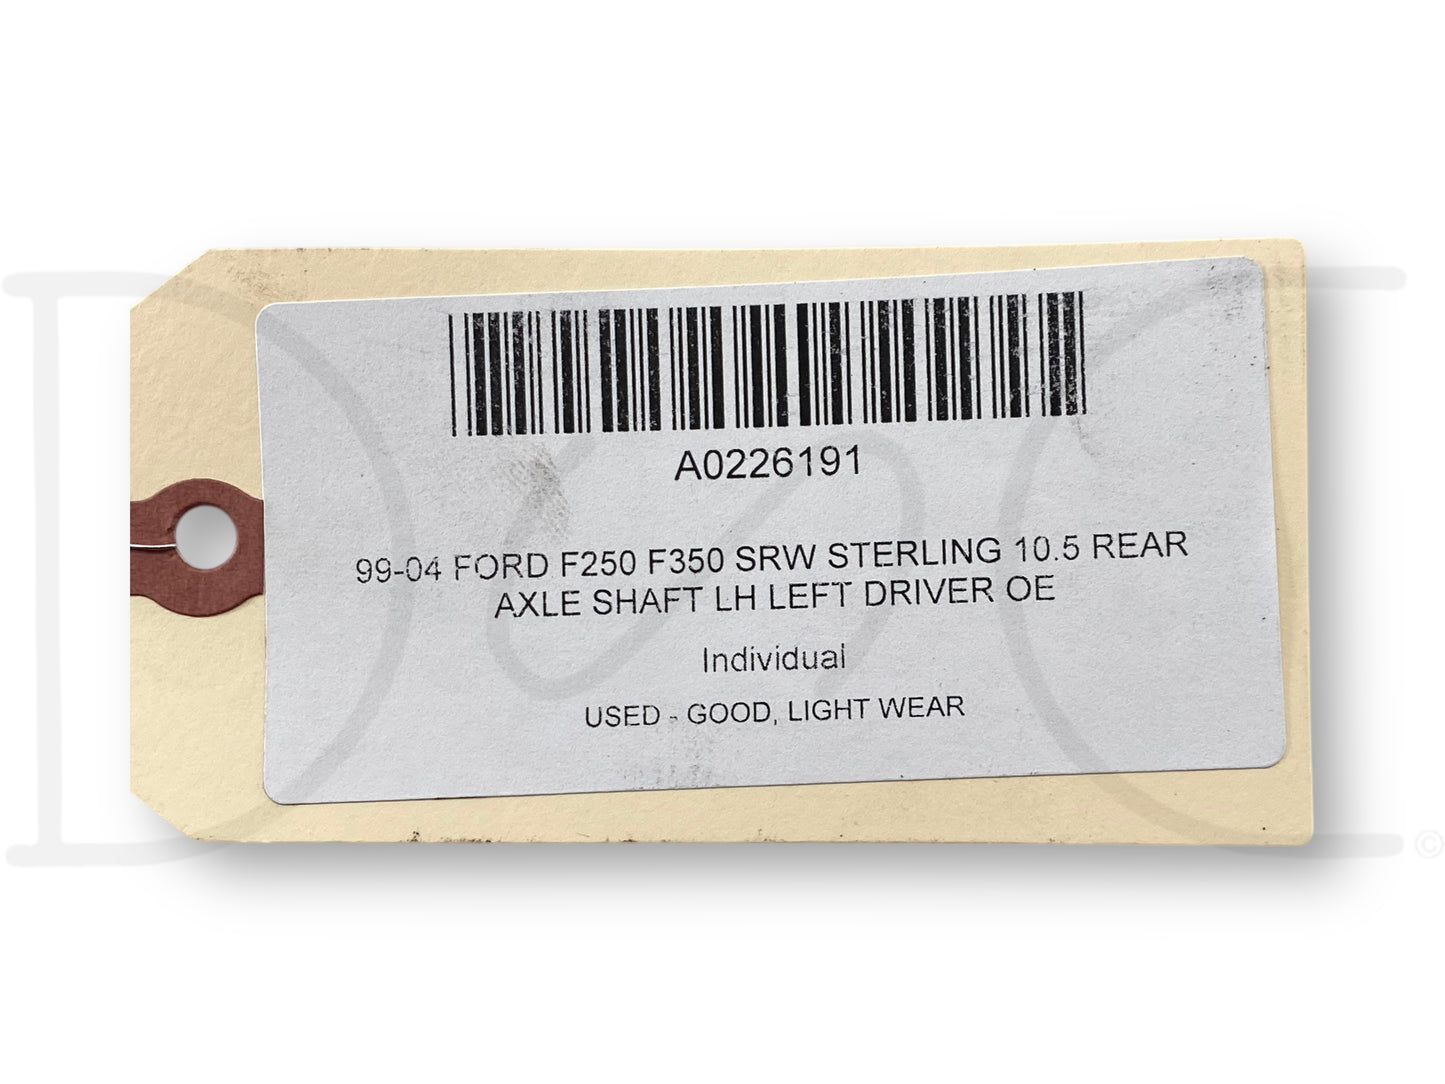 A0226191
99-04 FORD F250 F350 SRW STERLING 10.5 REAR
AXLE SHAFT LH LEFT DRIVER OE
Individual
USED - GOOD, LIGHT WEAR
©